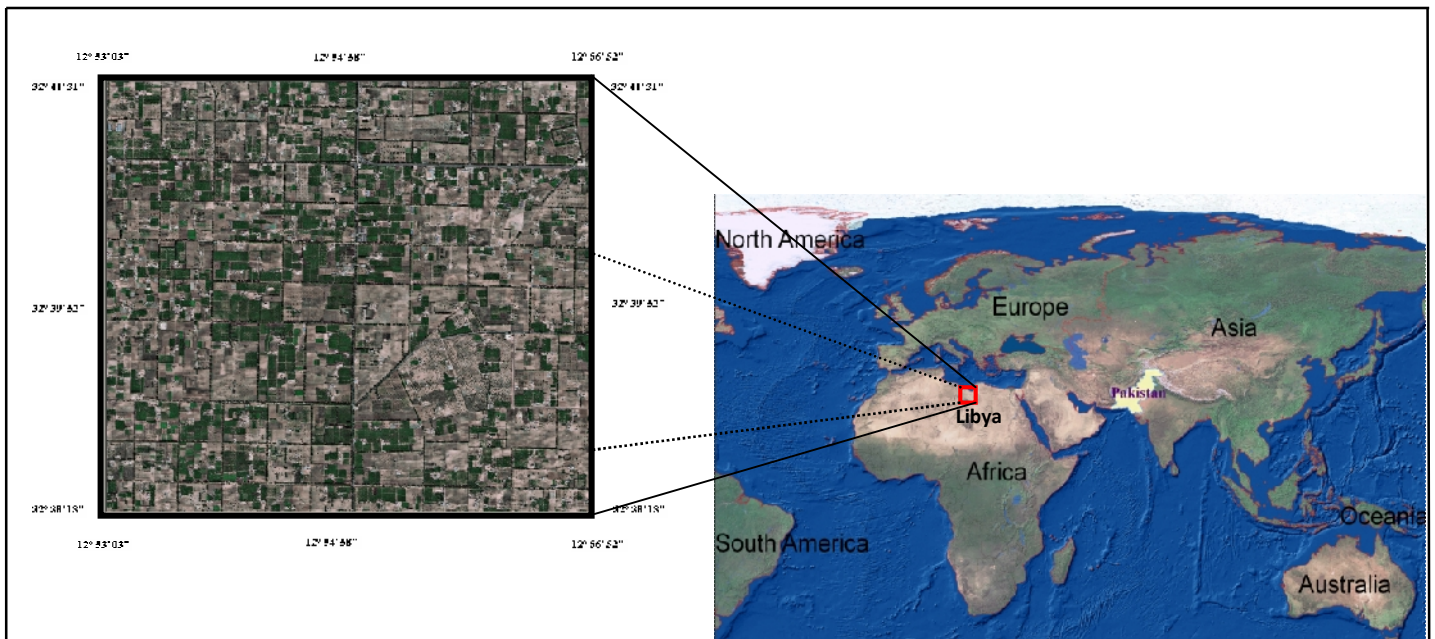 12° 53'03" 12° 54'58" 12° 56'52"
32° 41'31" 32° 41'31"
32° 39'52" 32° 39'52"
32° 38'13" 32° 38'13"
12° 53'03" 12° 54'58" 12° 56'52"
North America
Europe
Asia
Pakistan
Libya
Africa
Oceania
South America
Australia